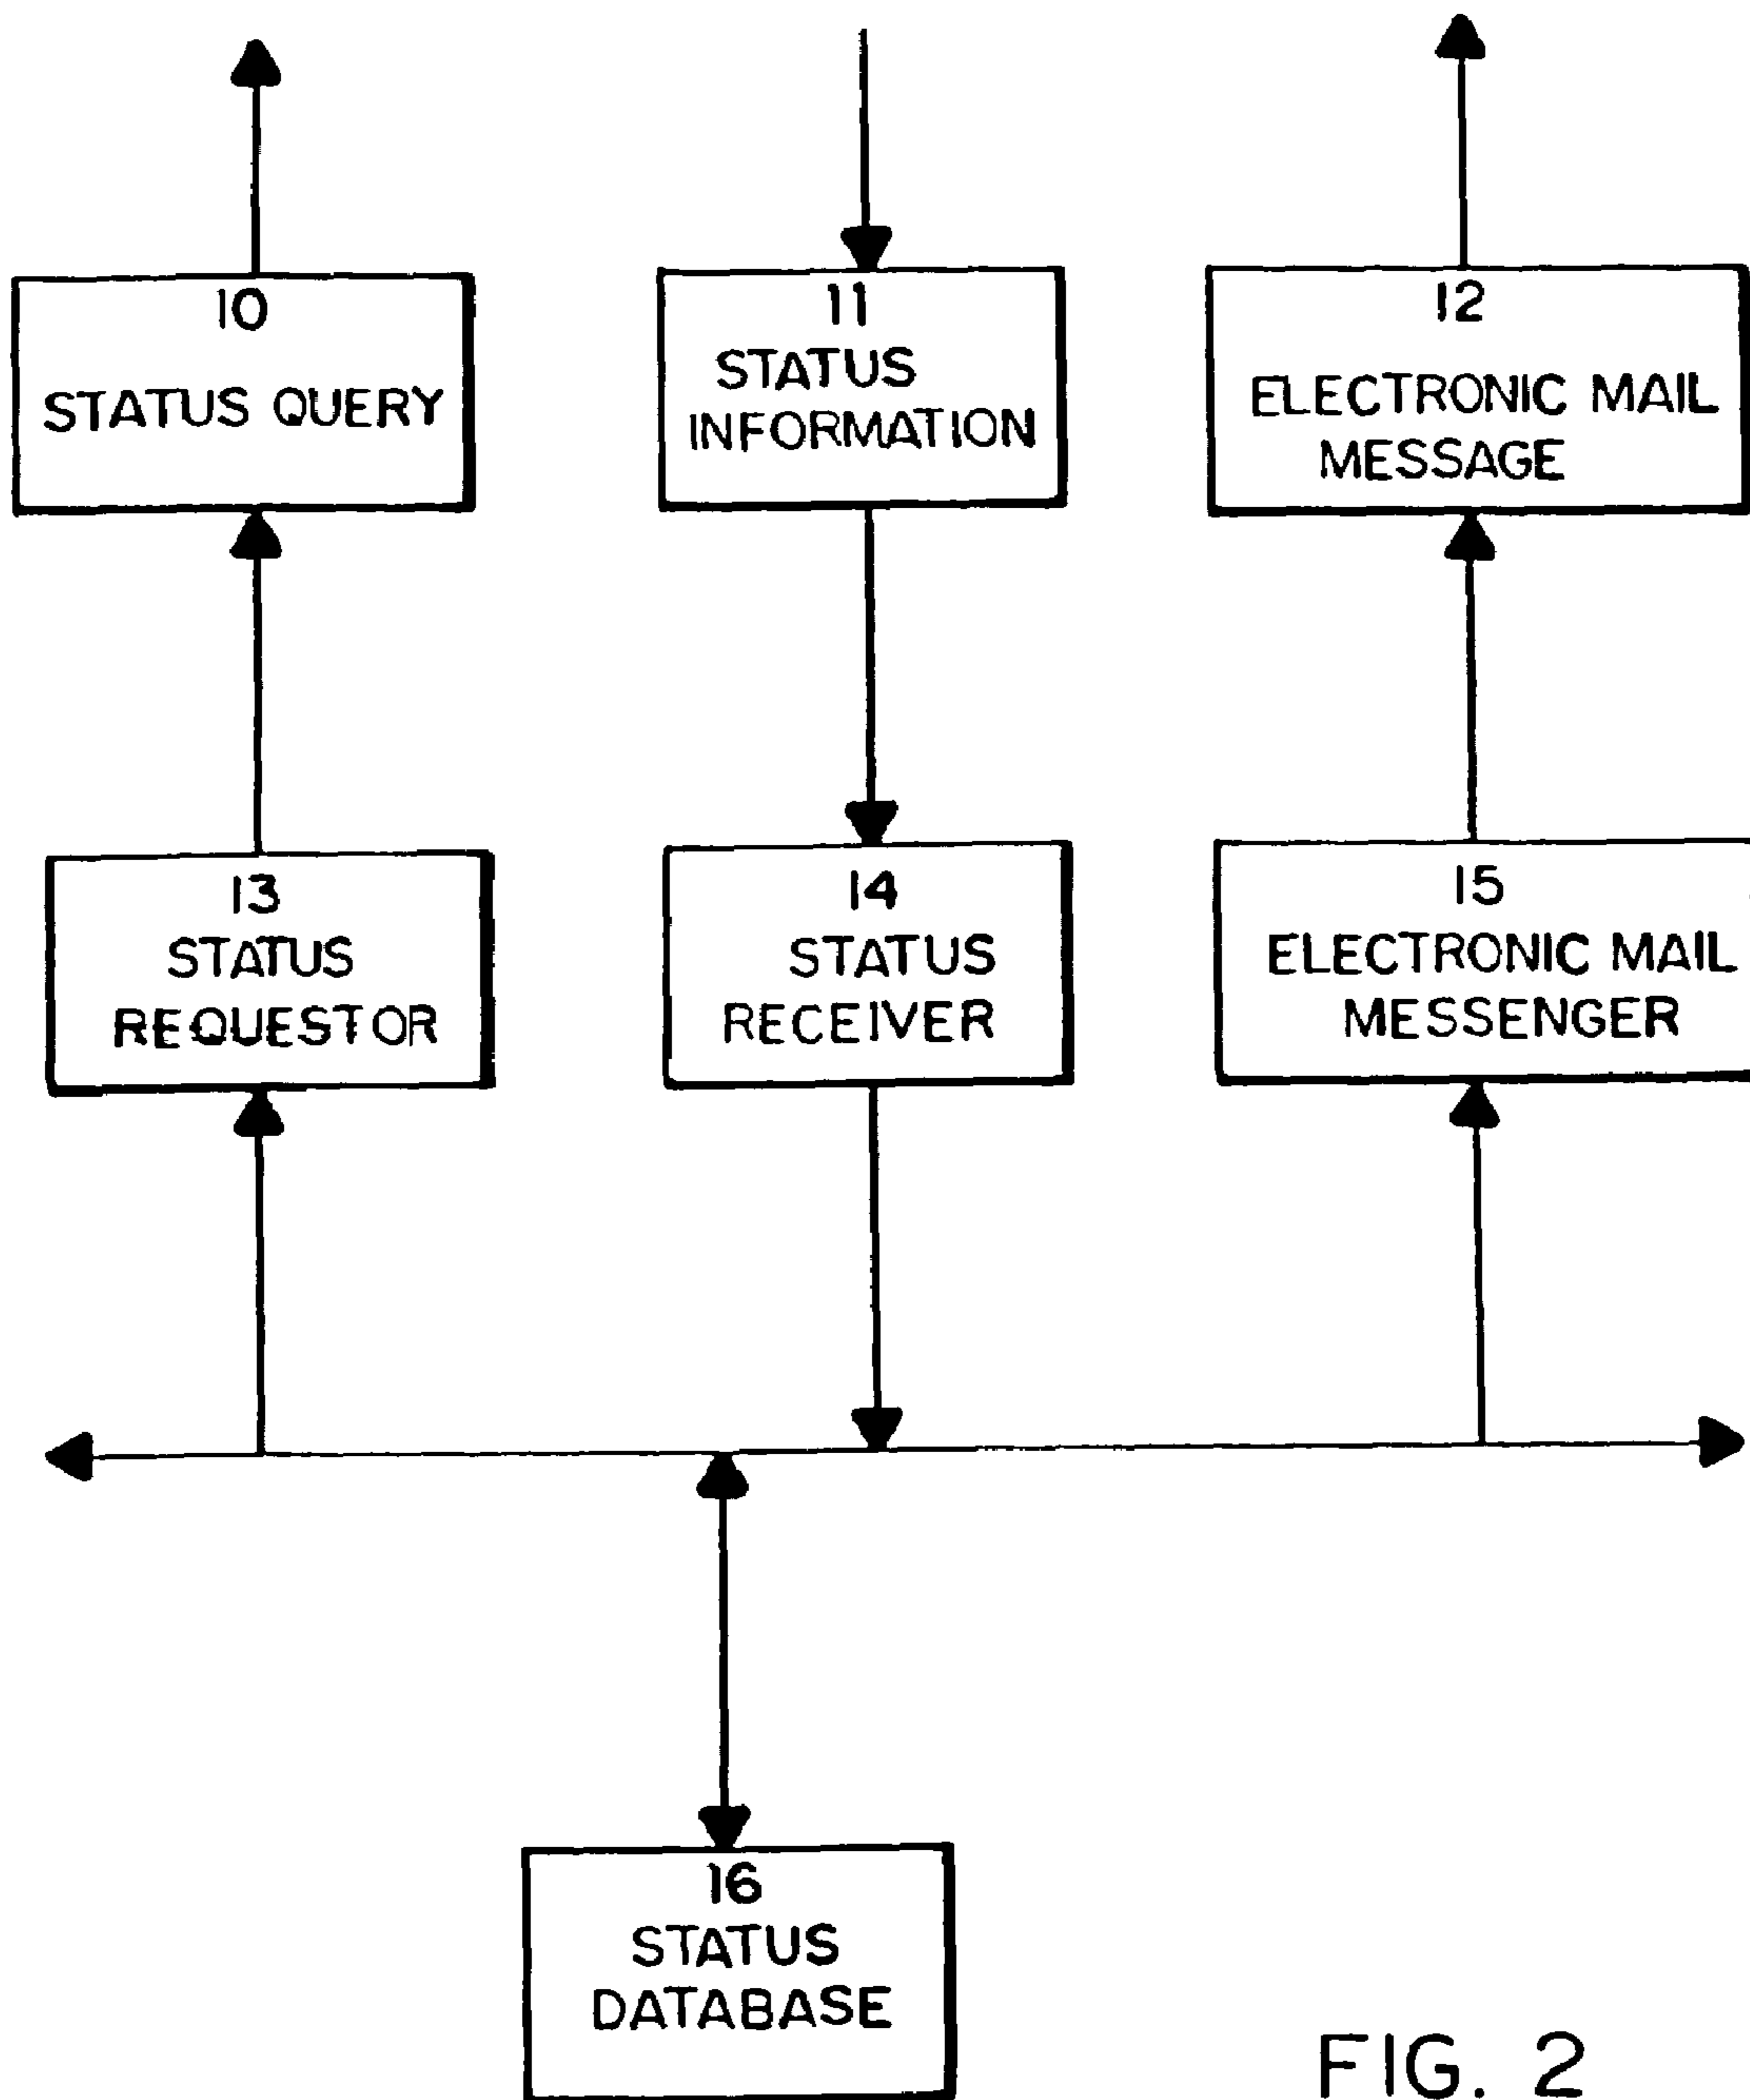 10
STATUS QUERY
11
STATUS
INFORMATION
12
ELECTRONIC MAIL
MESSAGE
13
STATUS
REQUESTOR
14
STATUS
RECEIVER
15
ELECTRONIC MAIL
MESSENGER
16
STATUS
DATABASE
FIG. 2